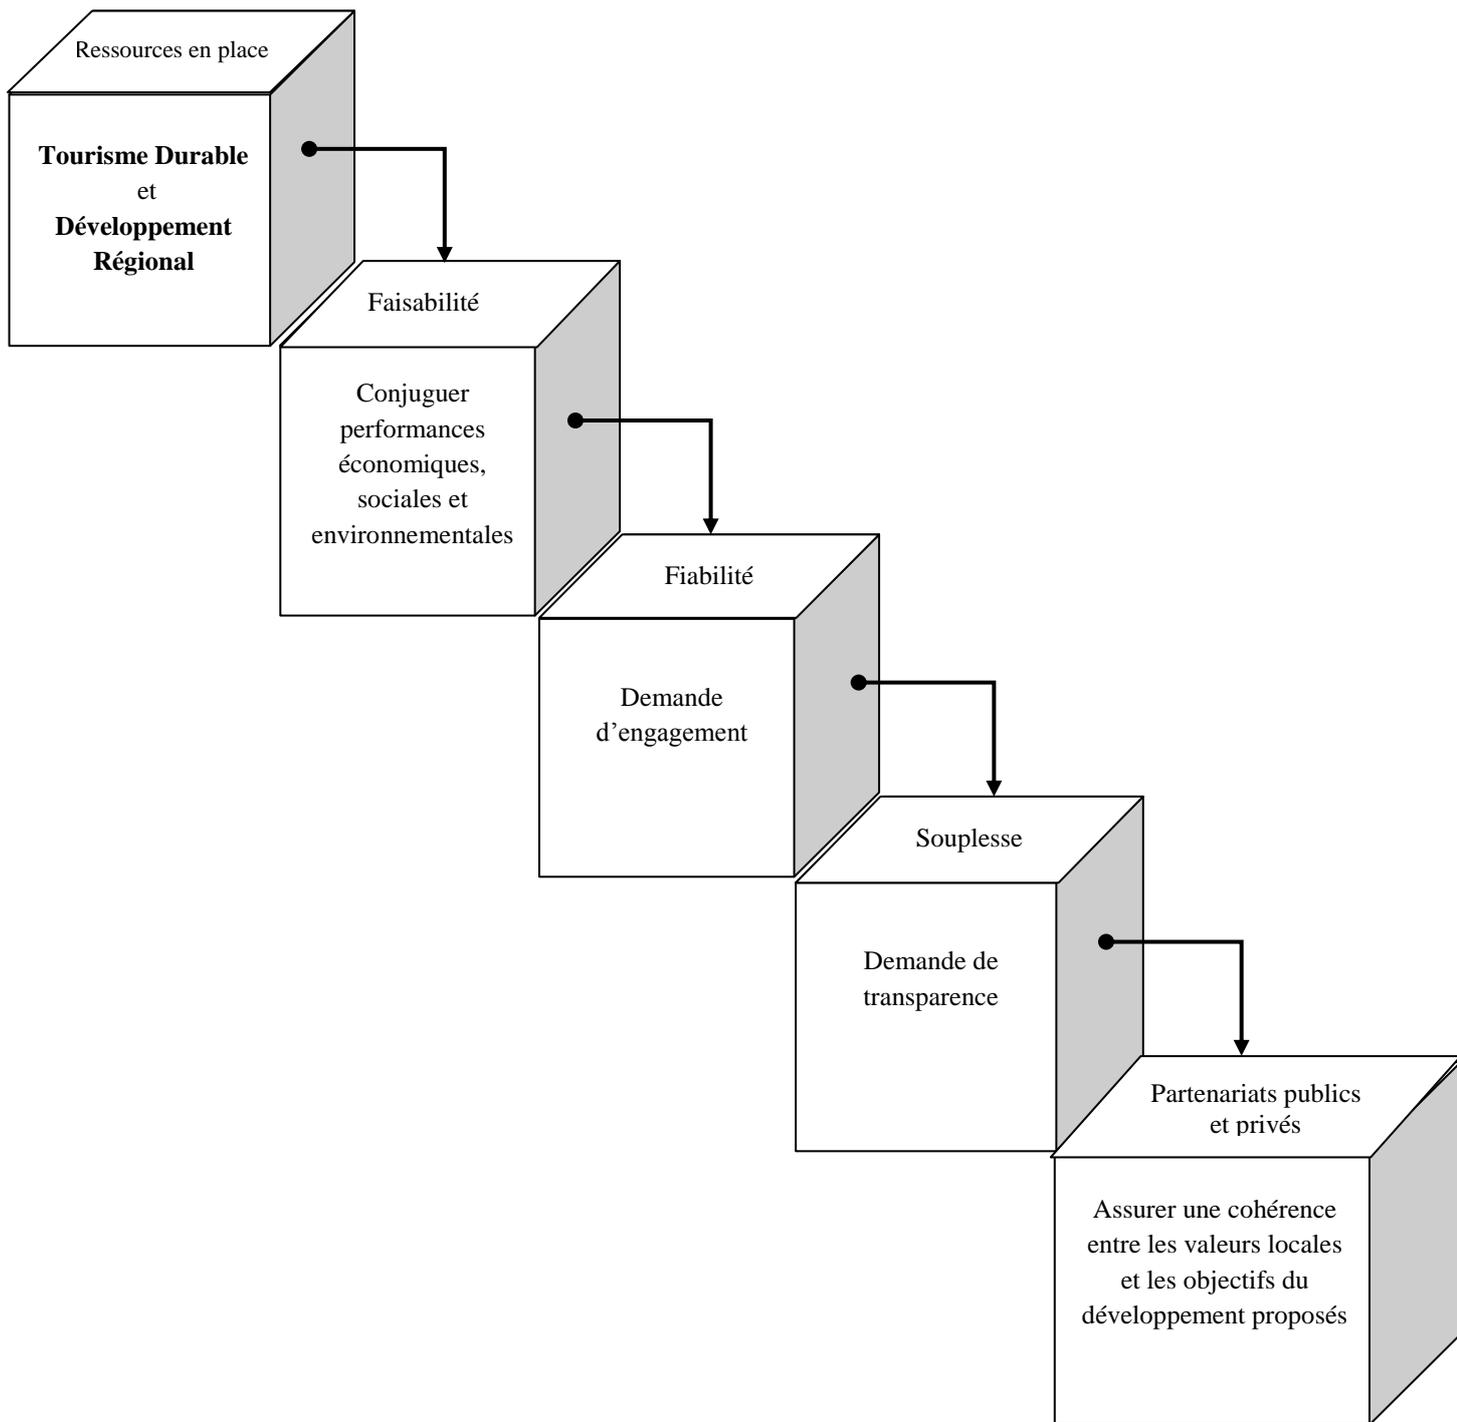 Ressources en place
Tourisme Durable
et
Développement
Régional
Faisabilité
Conjuguer
performances
économiques,
sociales et
environnementales
Fiabilité
Demande
d’engagement
Souplesse
Demande de
transparence
Partenariats publics
et privés
Assurer une cohérence
entre les valeurs locales
et les objectifs du
développement proposés